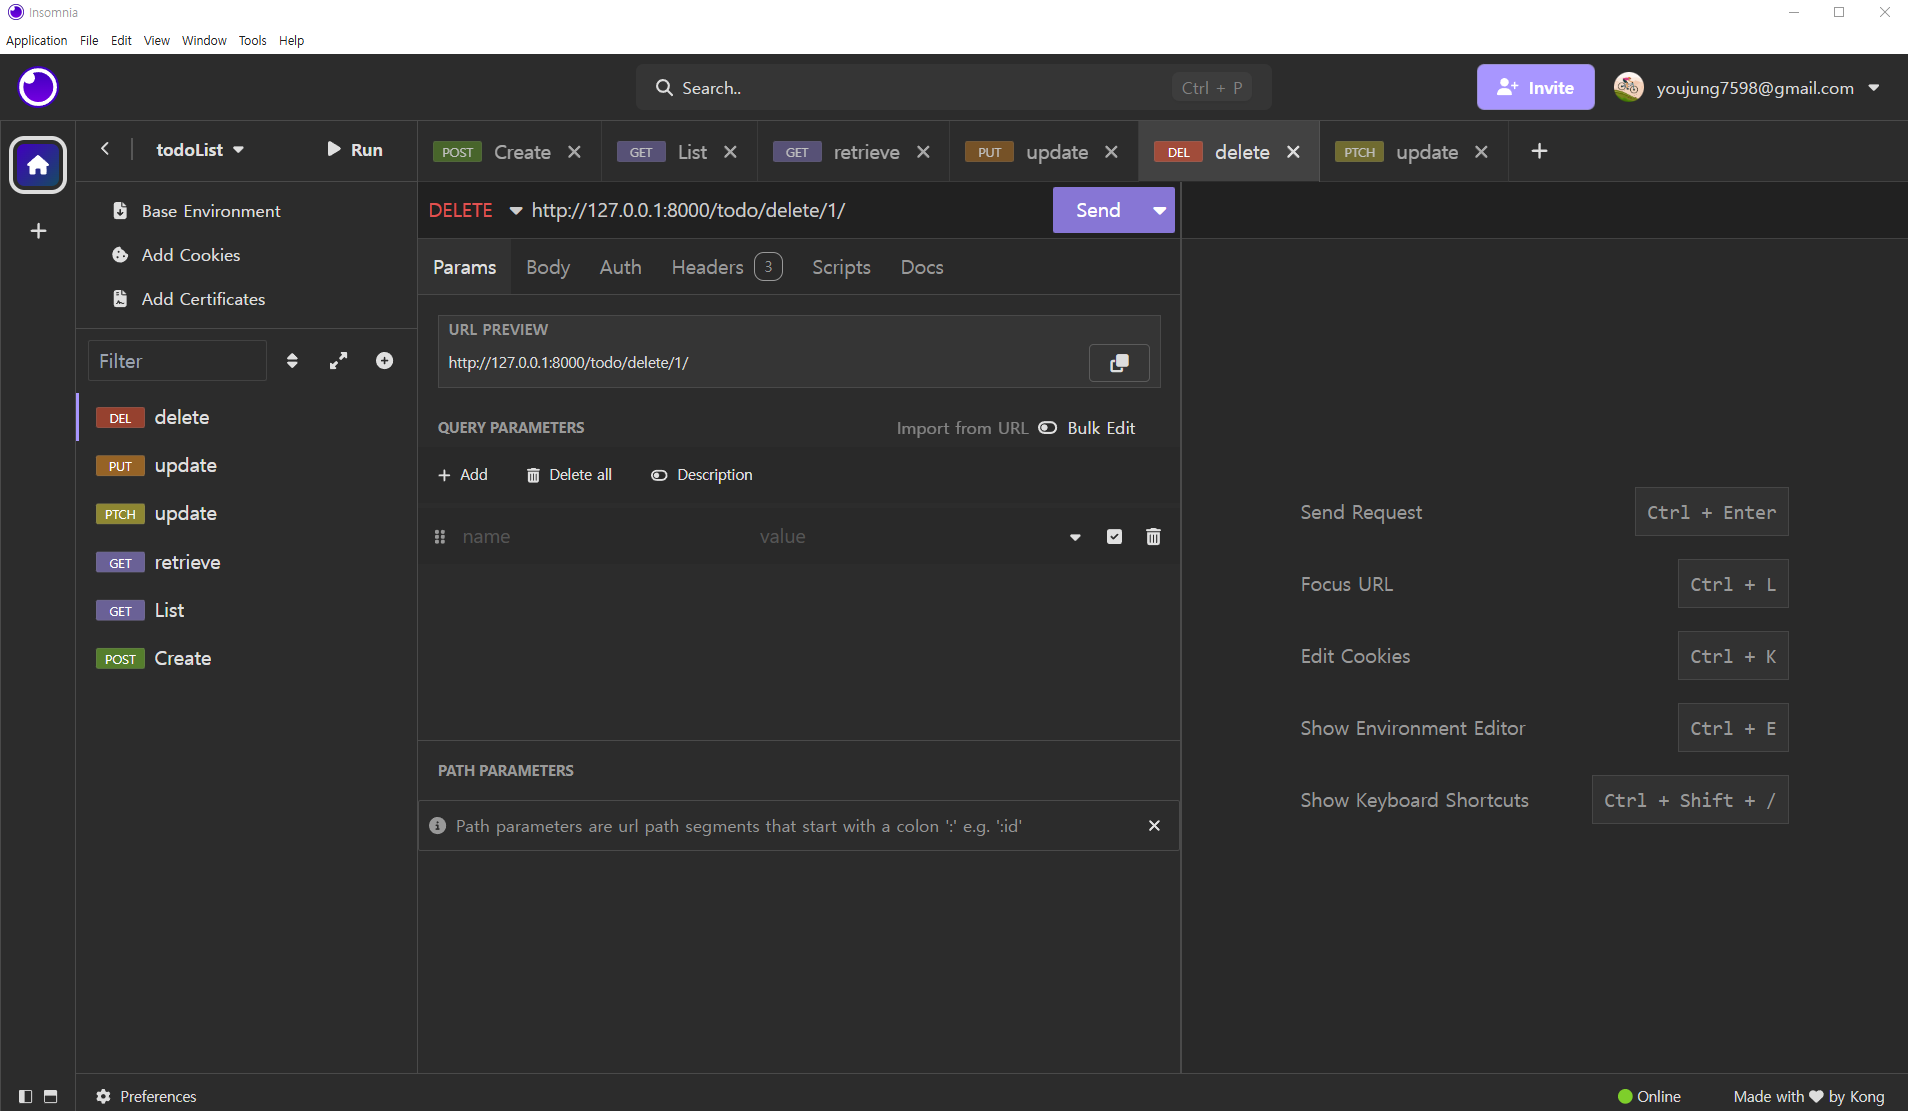 Insomnia
Application File Edit View Window Tools Help
Search.. Ctrl + P
Invite
youjung7598@gmail.com
todoList Run
POST Create GET List GET retrieve PUT update DEL delete PTCH update
Base Environment
Add Cookies
Add Certificates
Filter
DEL delete
PUT update
PTCH update
GET retrieve
GET List
POST Create
DELETE http://127.0.0.1:8000/todo/delete/1/ Send
Params Body Auth Headers 3 Scripts Docs
URL PREVIEW
http://127.0.0.1:8000/todo/delete/1/
QUERY PARAMETERS Import from URL Bulk Edit
Add Delete all Description
name value
PATH PARAMETERS
Path parameters are url path segments that start with a colon ':' e.g. ':id'
Send Request Ctrl + Enter
Focus URL Ctrl + L
Edit Cookies Ctrl + K
Show Environment Editor Ctrl + E
Show Keyboard Shortcuts Ctrl + Shift + /
Preferences
Online
Made with ♥ by Kong